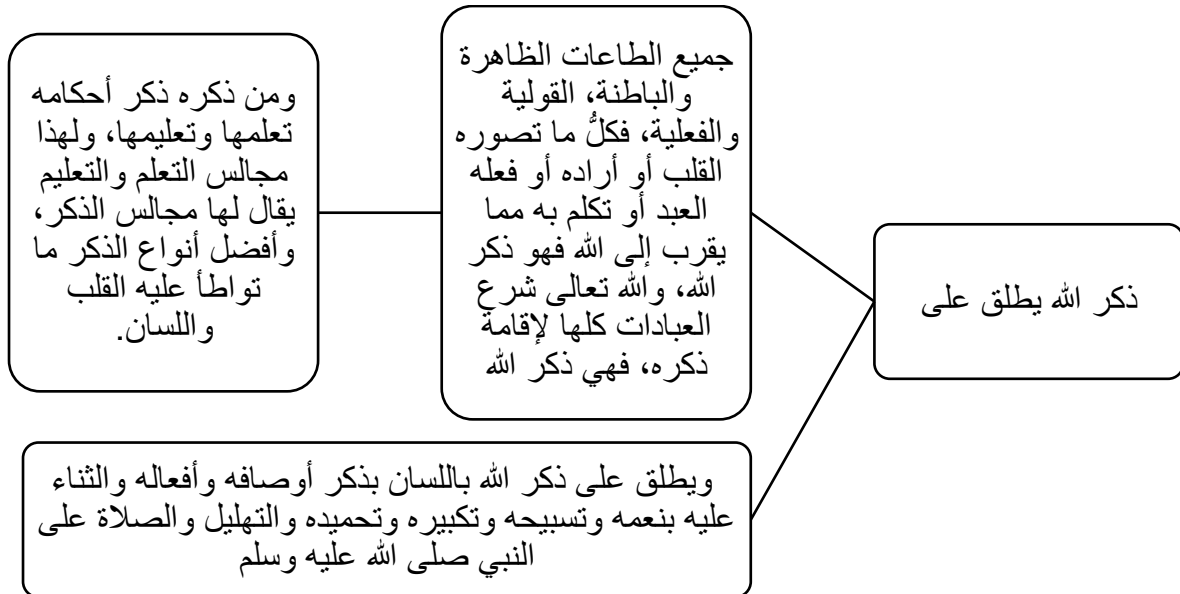 ذكر الله يطلق على
جميع الطاعات الظاهرة
والباطنة، القولية
والفعلية، فكلُّ ما تصوره
القلب أو أراده أو فعله
العبد أو تكلم به مما
يقرب إلى الله فهو ذكر
الله، والله تعالى شرع
العبادات كلها لإقامة
ذكره، فهي ذكر الله
ومن ذكره ذكر أحكامه
تعلمها وتعليمها، ولهذا
مجالس التعلم والتعليم
يقال لها مجالس الذكر،
وأفضل أنواع الذكر ما
تواطأ عليه القلب
واللسان.
ويطلق على ذكر الله باللسان بذكر أوصافه وأفعاله والثناء
عليه بنعمه وتسبيحه وتكبيره وتحميده والتهليل والصلاة على
النبي صلى الله عليه وسلم